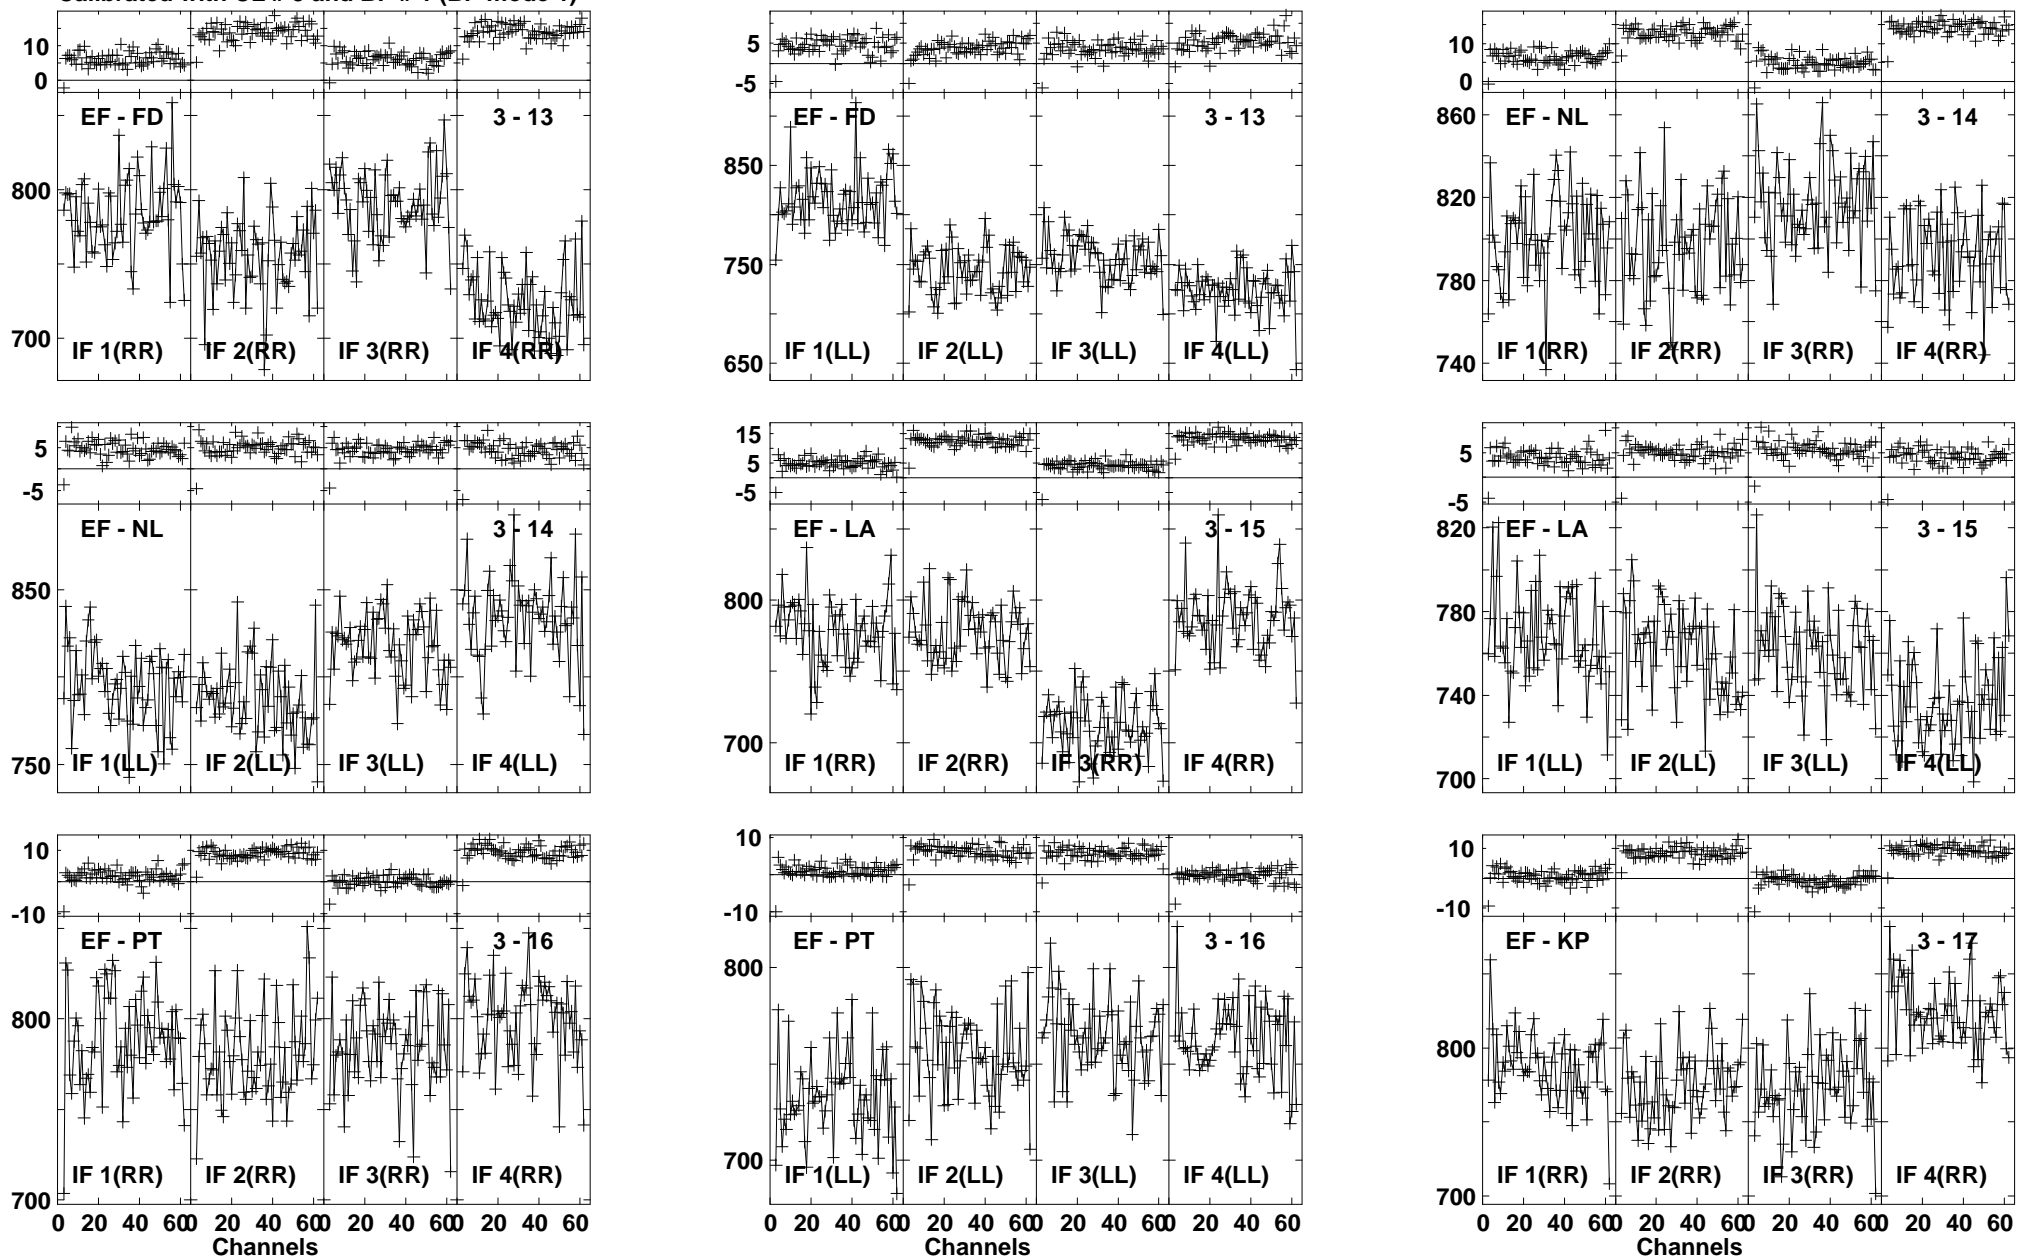 10
0
EF - FD 3 - 13
800
700
IF 1(RR) IF 2(RR) IF 3(RR) IF 4(RR)
5
-5
EF - FD 3 - 13
850
750
650
IF 1(LL) IF 2(LL) IF 3(LL) IF 4(LL)
10
0
EF - NL 3 - 14
860
820
780
740
IF 1(RR) IF 2(RR) IF 3(RR) IF 4(RR)
5
-5
EF - NL 3 - 14
850
750
IF 1(LL) IF 2(LL) IF 3(LL) IF 4(LL)
15
5
-5
EF - LA 3 - 15
800
700
IF 1(RR) IF 2(RR) IF 3(RR) IF 4(RR)
5
-5
EF - LA 3 - 15
820
780
740
700
IF 1(LL) IF 2(LL) IF 3(LL) IF 4(LL)
10
-10
EF - PT 3 - 16
800
700
IF 1(RR) IF 2(RR) IF 3(RR) IF 4(RR)
0 20 40 60 0 20 40 60 0 20 40 60 0 20 40 60
Channels
10
-10
EF - PT 3 - 16
800
700
IF 1(LL) IF 2(LL) IF 3(LL) IF 4(LL)
0 20 40 60 0 20 40 60 0 20 40 60 0 20 40 60
Channels
10
-10
EF - KP 3 - 17
800
700
IF 1(RR) IF 2(RR) IF 3(RR) IF 4(RR)
0 20 40 60 0 20 40 60 0 20 40 60 0 20 40 60
Channels